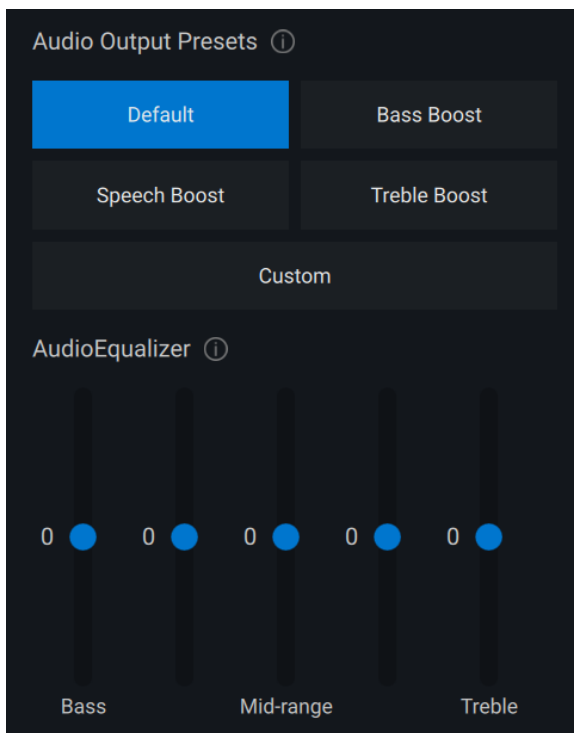 Audio Output Presets
Default
Bass Boost
Speech Boost
Treble Boost
Custom
AudioEqualizer
0 0 0 0 0
Bass Mid-range Treble